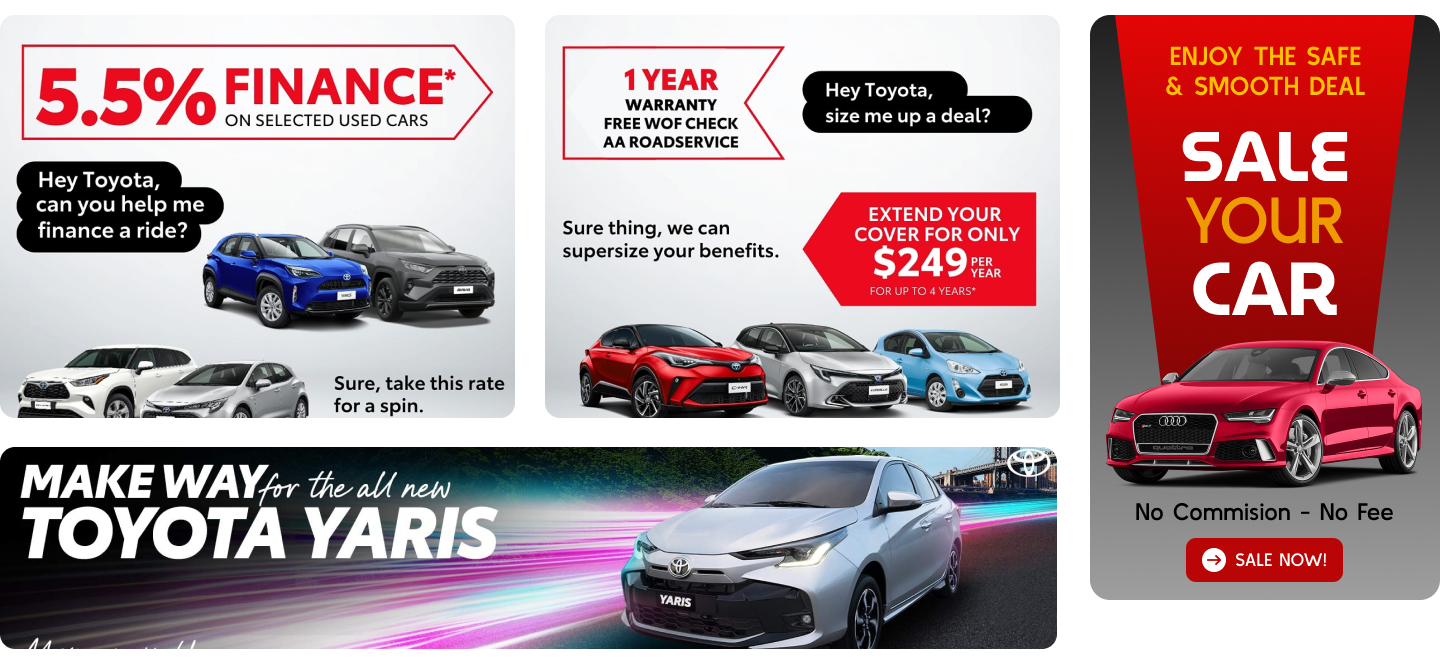 5.5% FINANCE*
ON SELECTED USED CARS
Hey Toyota,
can you help me
finance a ride?
Sure, take this rate
for a spin.
1 YEAR
WARRANTY
FREE WOF CHECK
AA ROADSERVICE
Hey Toyota,
size me up a deal?
Sure thing, we can
supersize your benefits.
EXTEND YOUR
COVER FOR ONLY
$249 PER
YEAR
FOR UP TO 4 YEARS*
C-HR
COROLLA
MAKE WAY for the all new
TOYOTA YARIS
YARIS
ENJOY THE SAFE
& SMOOTH DEAL
SALE
YOUR
CAR
quattro
No Commision - No Fee
SALE NOW!